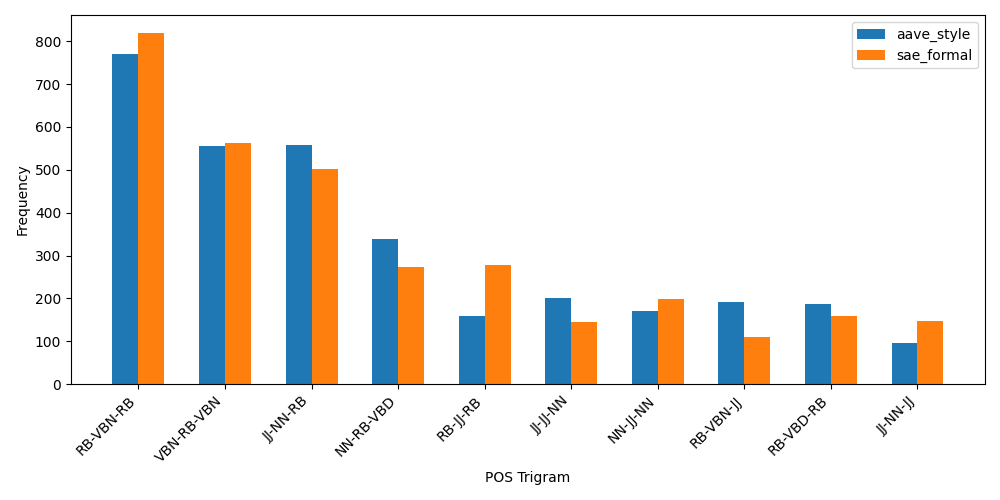 aave_style
sae_formal
Frequency
800
700
600
500
400
300
200
100
0
RB-VBN-RB
VBN-RB-VBN
JJ-NN-RB
NN-RB-VBD
RB-JJ-RB
JJ-JJ-NN
NN-JJ-NN
RB-VBN-JJ
RB-VBD-RB
JJ-NN-JJ
POS Trigram